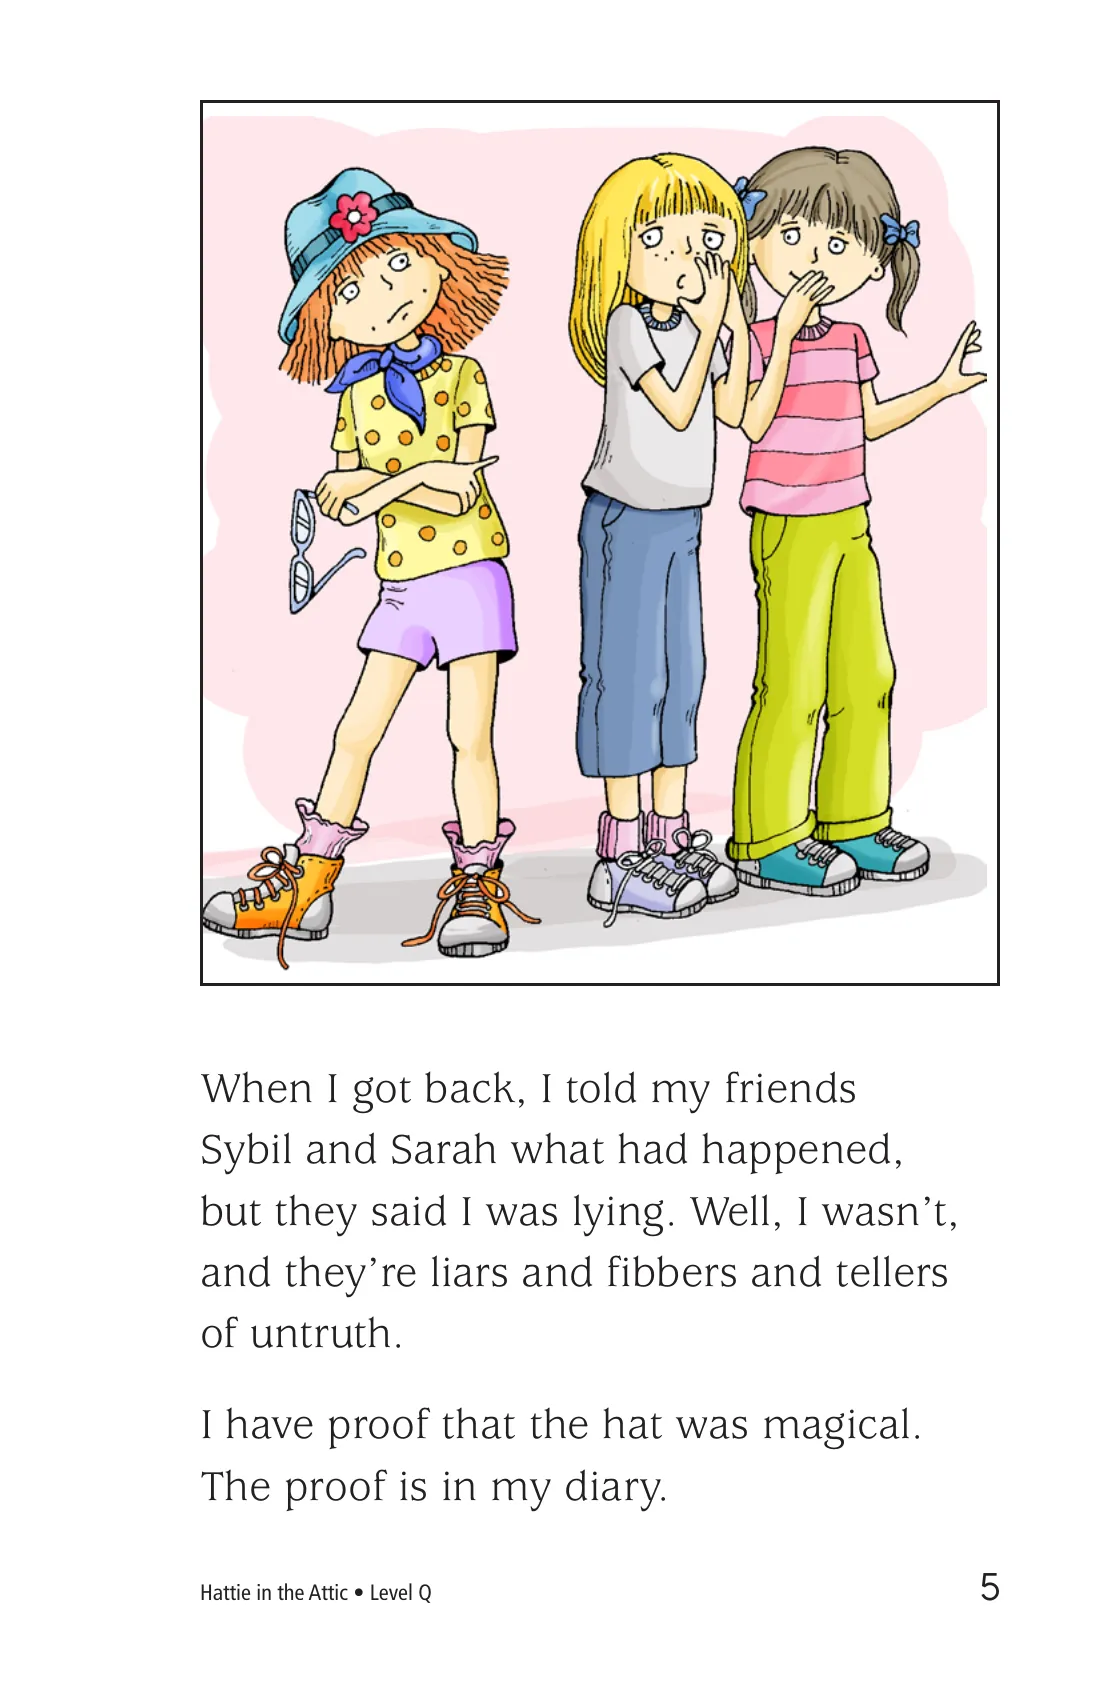 When I got back, I told my friends
Sybil and Sarah what had happened,
but they said I was lying. Well, I wasn’t,
and they’re liars and fibbers and tellers
of untruth.
I have proof that the hat was magical.
The proof is in my diary.
Hattie in the Attic • Level Q
5